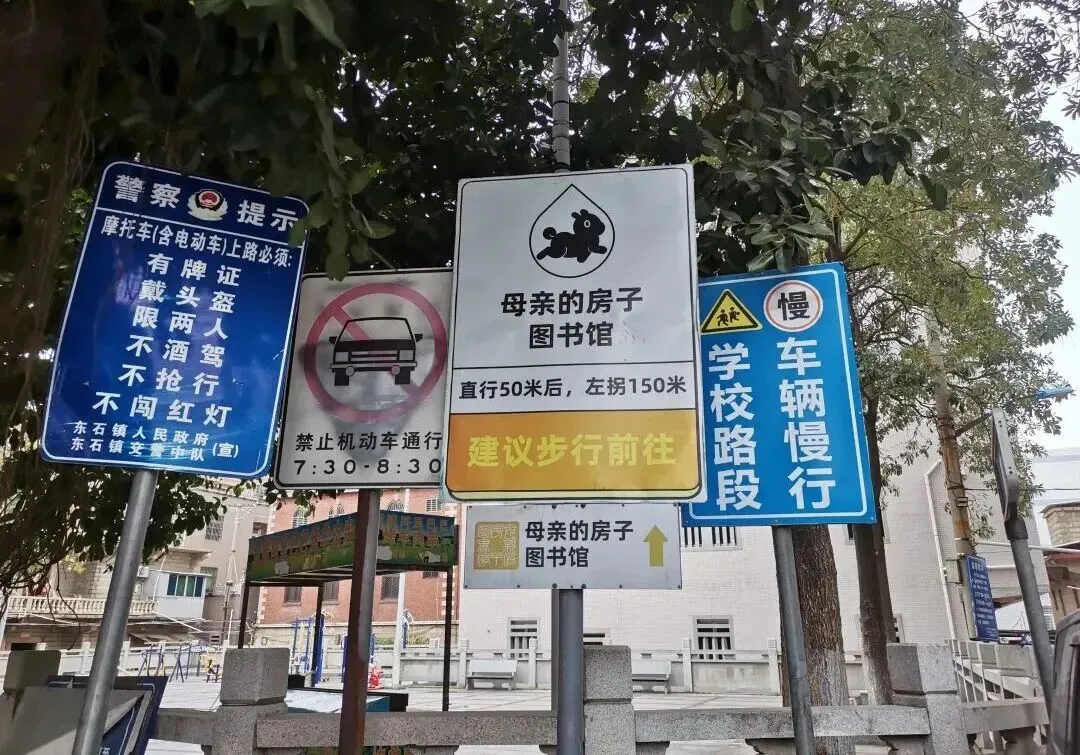 警察 提示
摩托车(含电动车)上路必须:
有牌证
戴头盔
限两人
不酒驾
不抢行
不闯红灯
东石镇人民政府
东石镇交警中队(宣)
禁止机动车通行
7:30-8:30
母亲的房子
图书馆
直行50米后，左拐150米
建议步行前往
母亲的房子
图书馆
慢
学校路段
车辆慢行